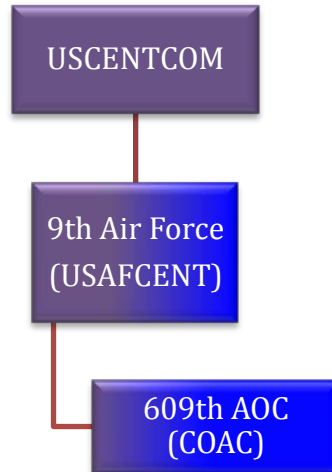 USCENTCOM
9th Air Force
(USAFCENT)
609th AOC
(COAC)